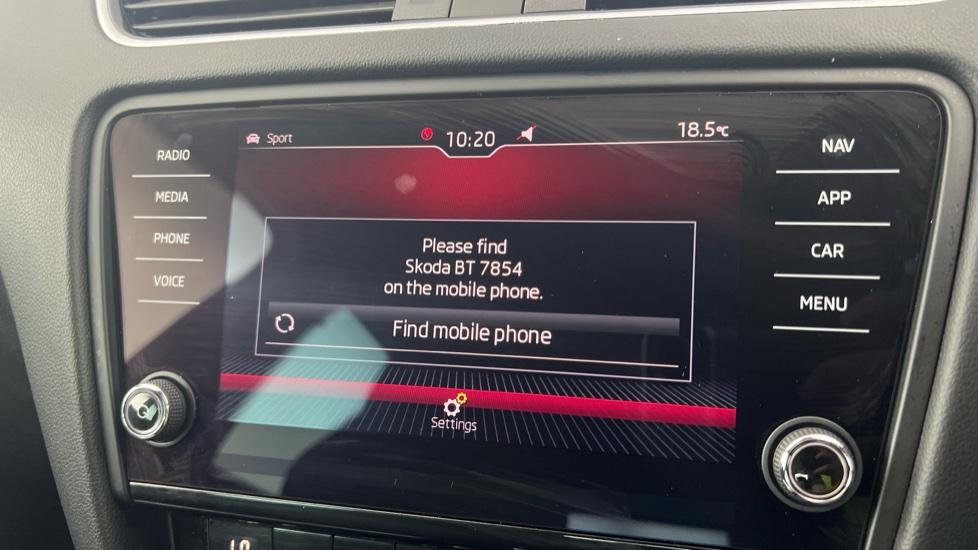 Sport
10:20
18.5°C
RADIO
MEDIA
PHONE
VOICE
NAV
APP
CAR
MENU
Please find
Skoda BT 7854
on the mobile phone.
Find mobile phone
Settings
LO